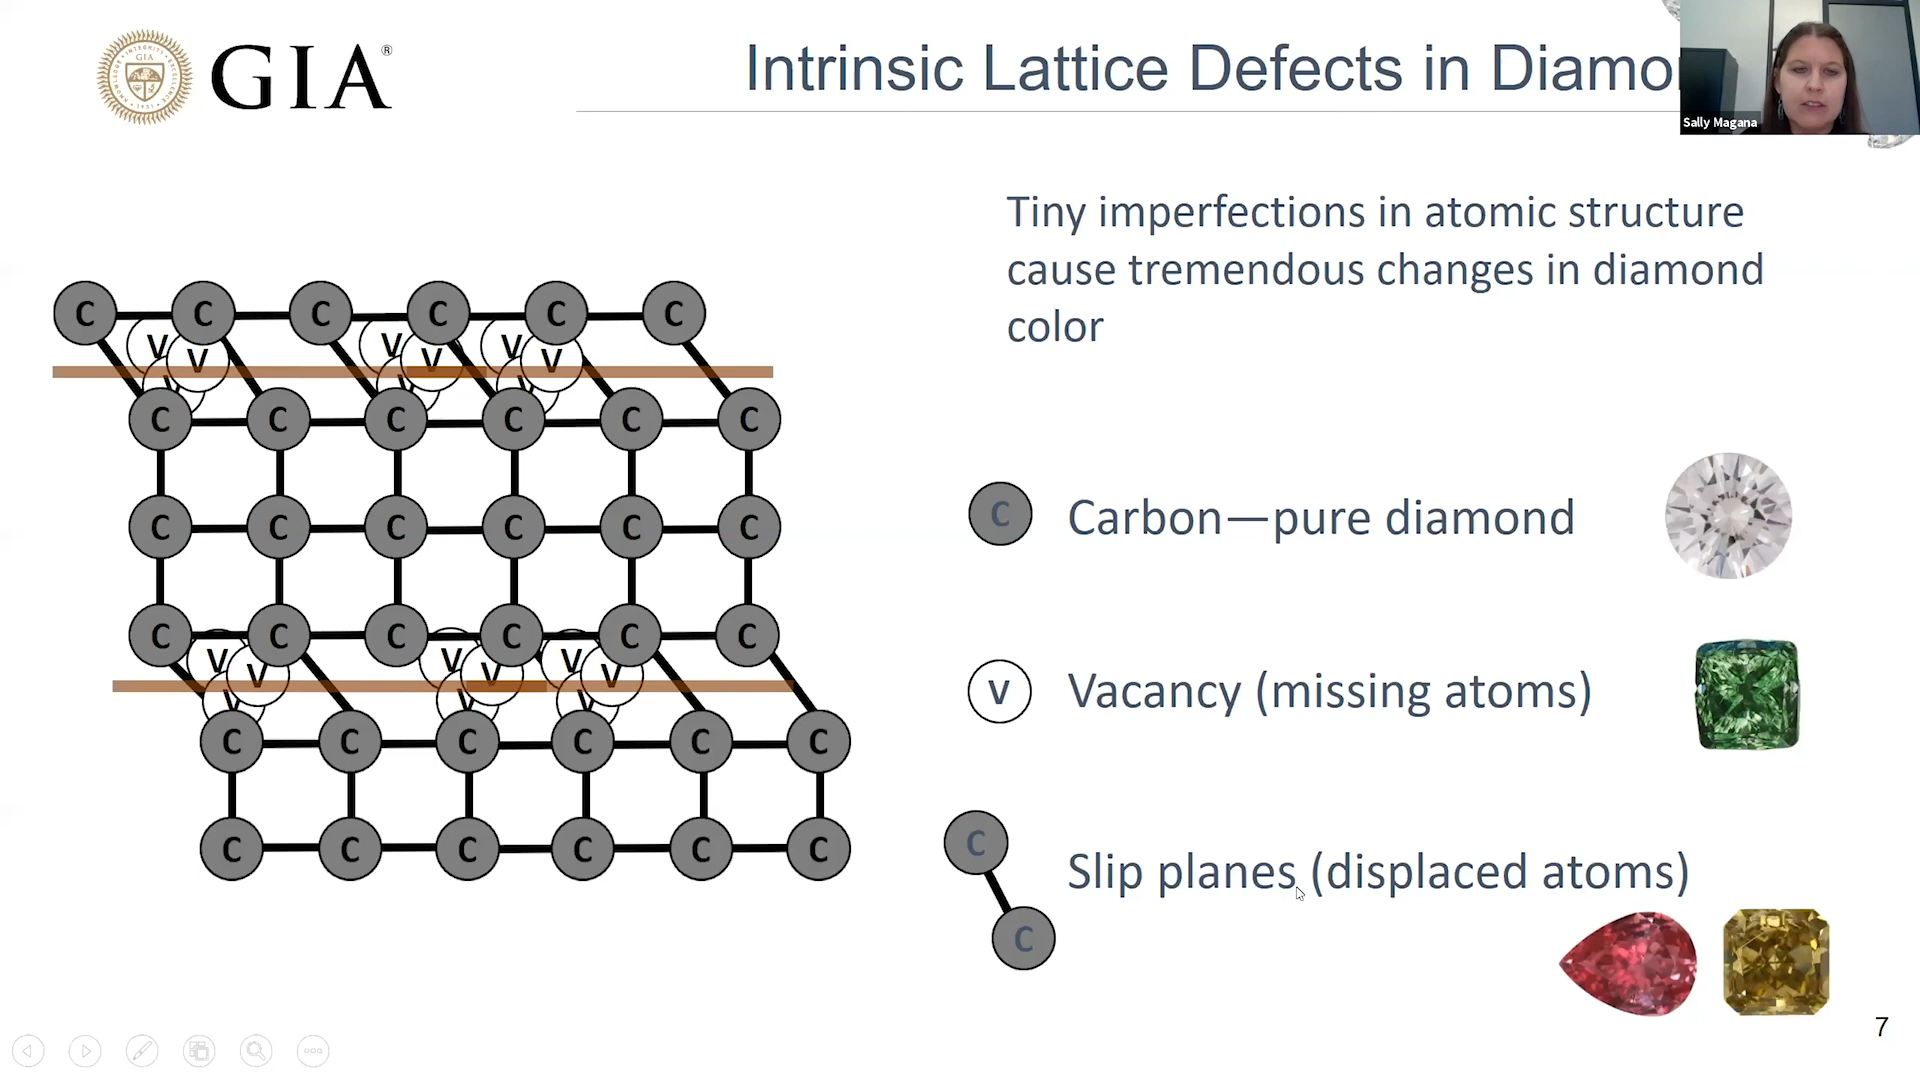 GIA®
Intrinsic Lattice Defects in Diamo
Sally Magana
Tiny imperfections in atomic structure
cause tremendous changes in diamond
color
C C C C C C
V V V V V V
C C C C C C
C C C C C C
C C C C C C
V V V V V V
C C C C C C
C C C C C C
C Carbon—pure diamond
V Vacancy (missing atoms)
C
Slip planes (displaced atoms)
C
7